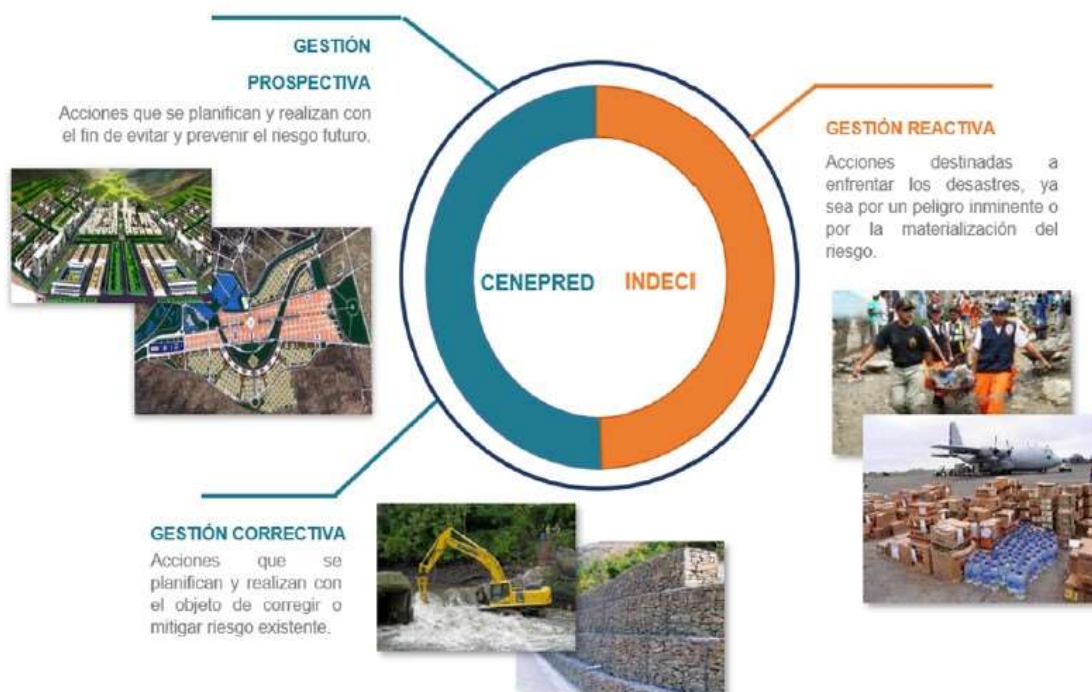 GESTIÓN
PROSPECTIVA
Acciones que se planifican y realizan con
el fin de evitar y prevenir el riesgo futuro.
GESTIÓN REACTIVA
Acciones destinadas a
enfrentar los desastres, ya
sea por un peligro inminente o
por la materialización del
riesgo.
CENEPRED INDECI
GESTIÓN CORRECTIVA
Acciones que se
planifican y realizan con
el objeto de corregir o
mitigar riesgo existente.